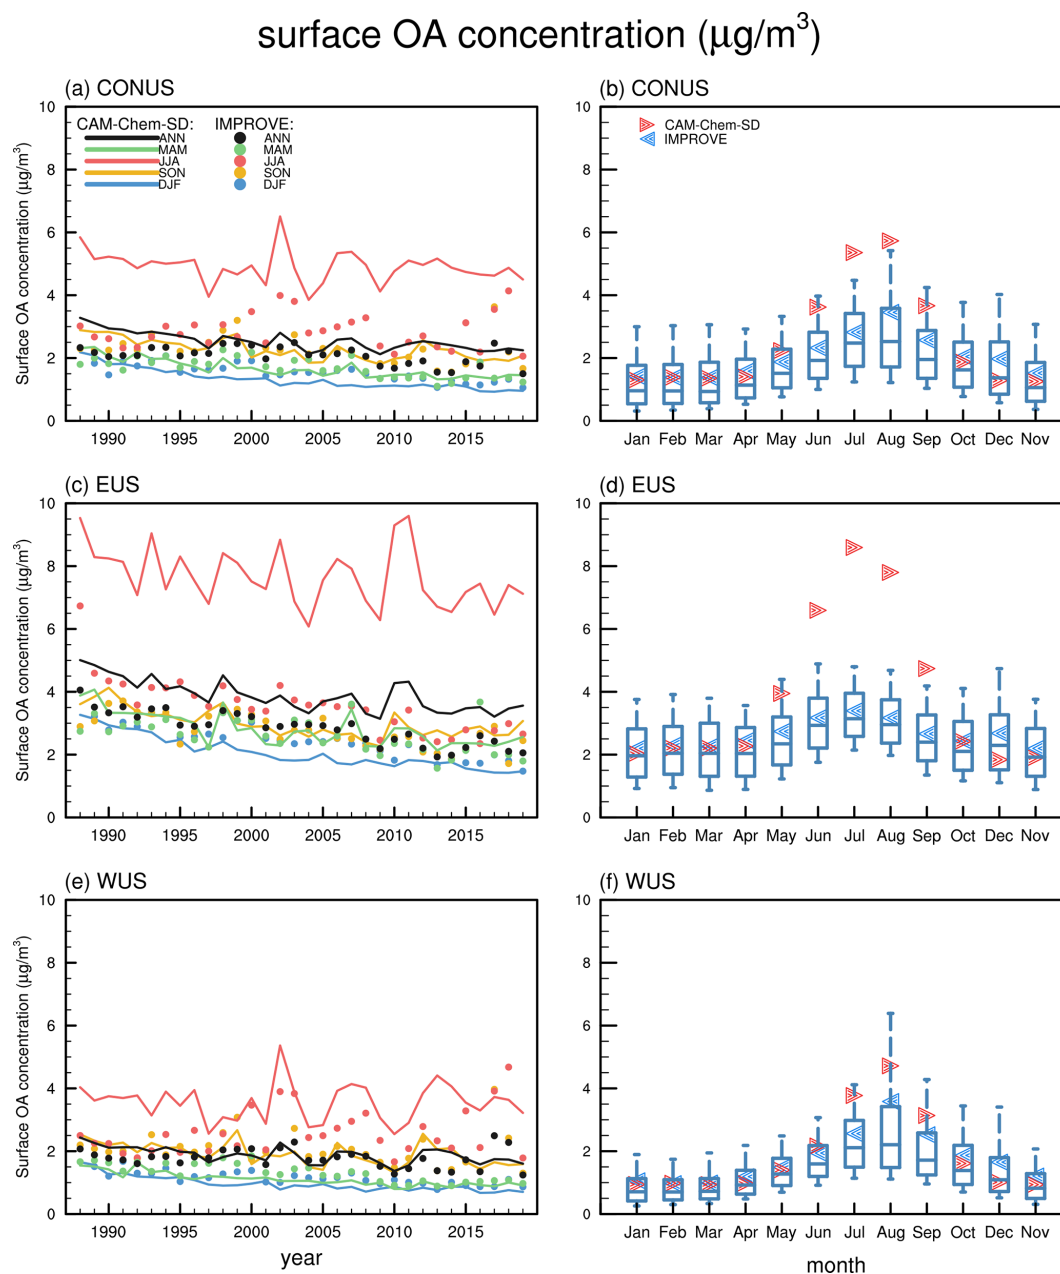 surface OA concentration (μg/m³)
(a) CONUS
CAM-Chem-SD: IMPROVE:
ANN ANN
MAM MAM
JJA JJA
SON SON
DJF DJF
Surface OA concentration (μg/m³)
10
8
6
4
2
0
1990 1995 2000 2005 2010 2015
(b) CONUS
CAM-Chem-SD
IMPROVE
10
8
6
4
2
0
Jan Feb Mar Apr May Jun Jul Aug Sep Oct Dec Nov
(c) EUS
Surface OA concentration (μg/m³)
10
8
6
4
2
0
1990 1995 2000 2005 2010 2015
(d) EUS
10
8
6
4
2
0
Jan Feb Mar Apr May Jun Jul Aug Sep Oct Dec Nov
(e) WUS
Surface OA concentration (μg/m³)
10
8
6
4
2
0
1990 1995 2000 2005 2010 2015
year
(f) WUS
10
8
6
4
2
0
Jan Feb Mar Apr May Jun Jul Aug Sep Oct Dec Nov
month